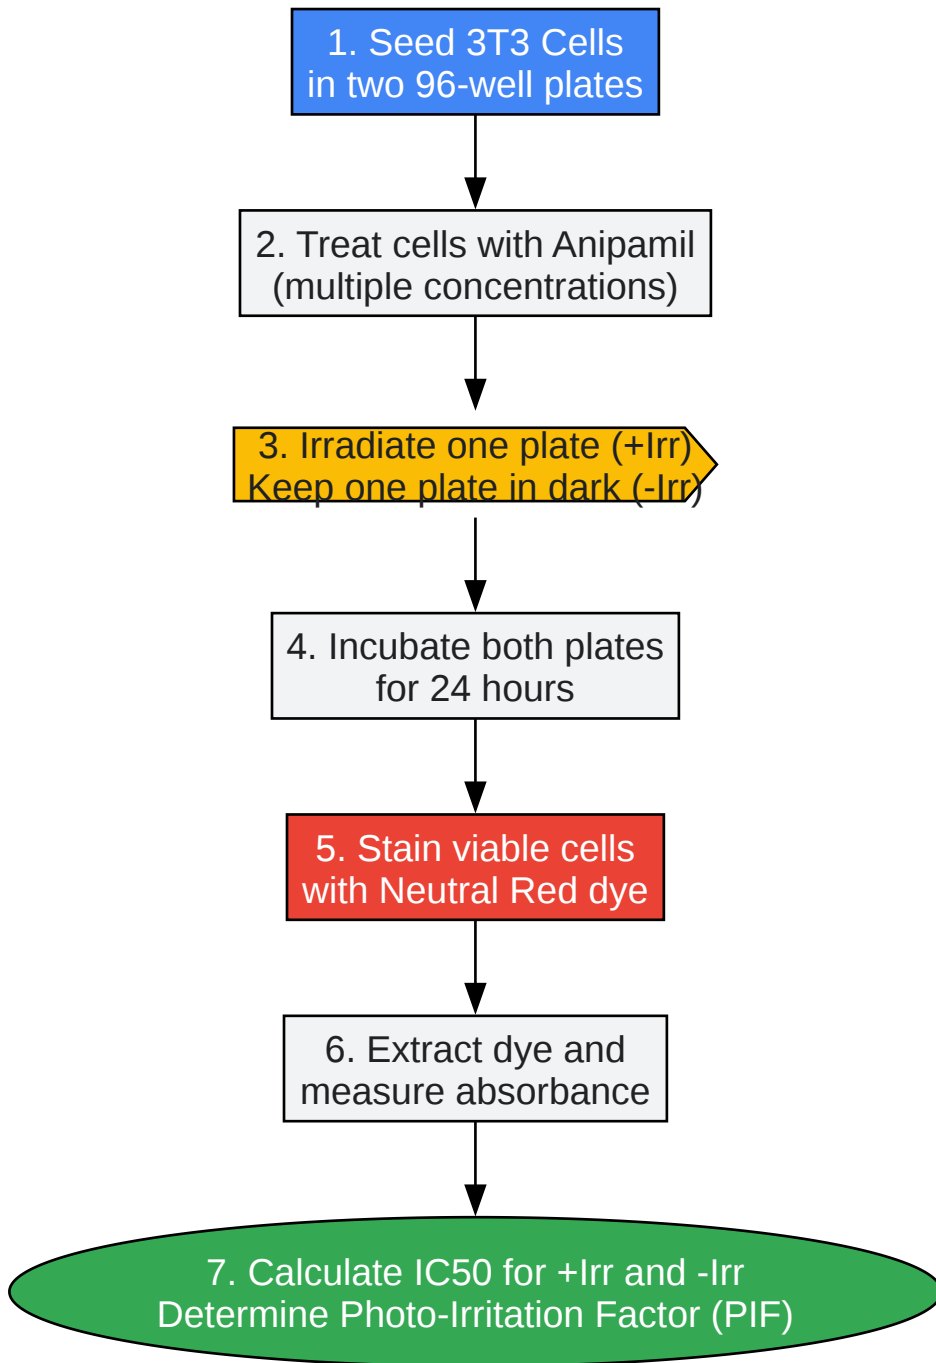 1. Seed 3T3 Cells
in two 96-well plates
2. Treat cells with Anipamil
(multiple concentrations)
3. Irradiate one plate (+Irr)
Keep one plate in dark (-Irr)
4. Incubate both plates
for 24 hours
5. Stain viable cells
with Neutral Red dye
6. Extract dye and
measure absorbance
7. Calculate IC50 for +Irr and -Irr
Determine Photo-Irritation Factor (PIF)